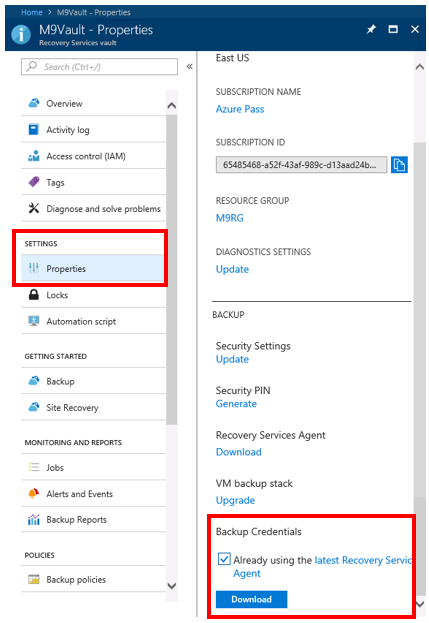 Home > M9Vault - Properties
M9Vault - Properties
Recovery Services vault
Search (Ctrl+/)
Overview
Activity log
Access control (IAM)
Tags
Diagnose and solve problems
SETTINGS
Properties
Locks
Automation script
GETTING STARTED
Backup
Site Recovery
MONITORING AND REPORTS
Jobs
Alerts and Events
Backup Reports
POLICIES
Backup policies
East US
SUBSCRIPTION NAME
Azure Pass
SUBSCRIPTION ID
65485468-a52f-43af-989c-d13aad24b...
RESOURCE GROUP
M9RG
DIAGNOSTICS SETTINGS
Update
BACKUP
Security Settings
Update
Security PIN
Generate
Recovery Services Agent
Download
VM backup stack
Upgrade
Backup Credentials
Already using the latest Recovery Servic
Agent
Download